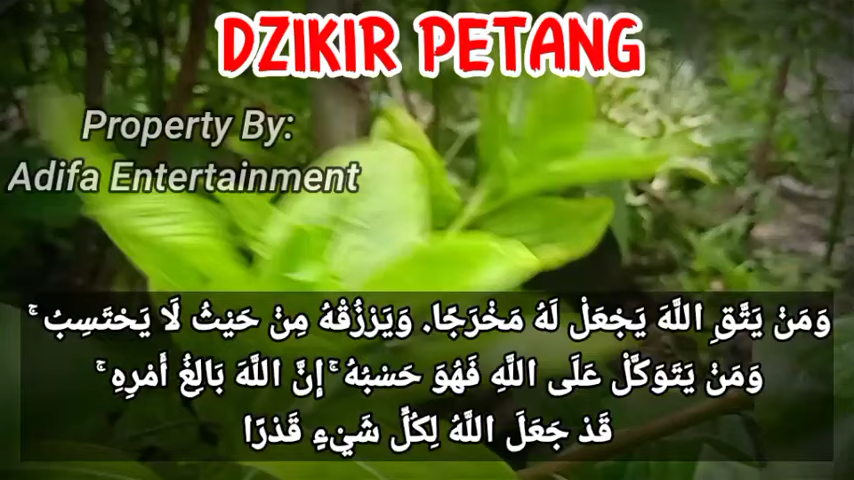 DZIKIR PETANG
Property By:
Adifa Entertainment
وَمَنْ يَتَّقِ اللَّهَ يَجْعَلْ لَهُ مَخْرَجًا. وَيَرْزُقْهُ مِنْ حَيْثُ لَا يَحْتَسِبُ ۚ
وَمَنْ يَتَوَكَّلْ عَلَى اللَّهِ فَهُوَ حَسْبُهُ ۚ إِنَّ اللَّهَ بَالِغُ أَمْرِهِ ۚ
قَدْ جَعَلَ اللَّهُ لِكُلِّ شَيْءٍ قَدْرًا